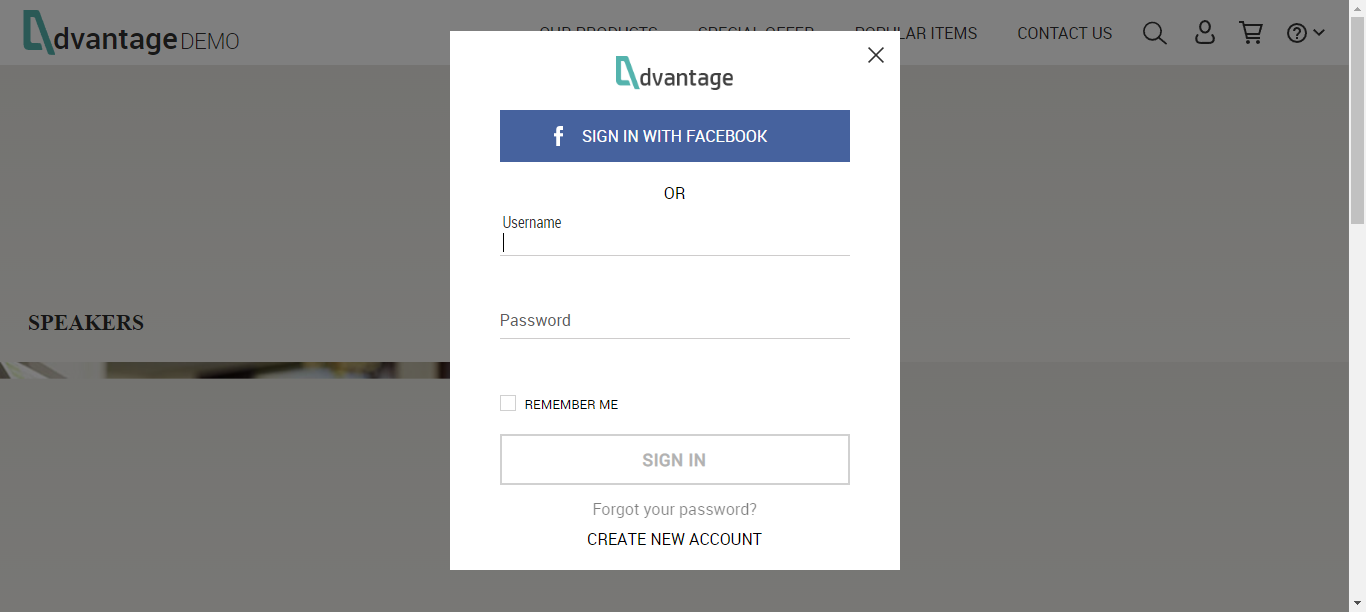 dvantage DEMO
OUR PRODUCTS SPECIAL OFFER POPULAR ITEMS CONTACT US
dvantage
f SIGN IN WITH FACEBOOK
OR
Username
Password
REMEMBER ME
SIGN IN
Forgot your password?
CREATE NEW ACCOUNT
SPEAKERS